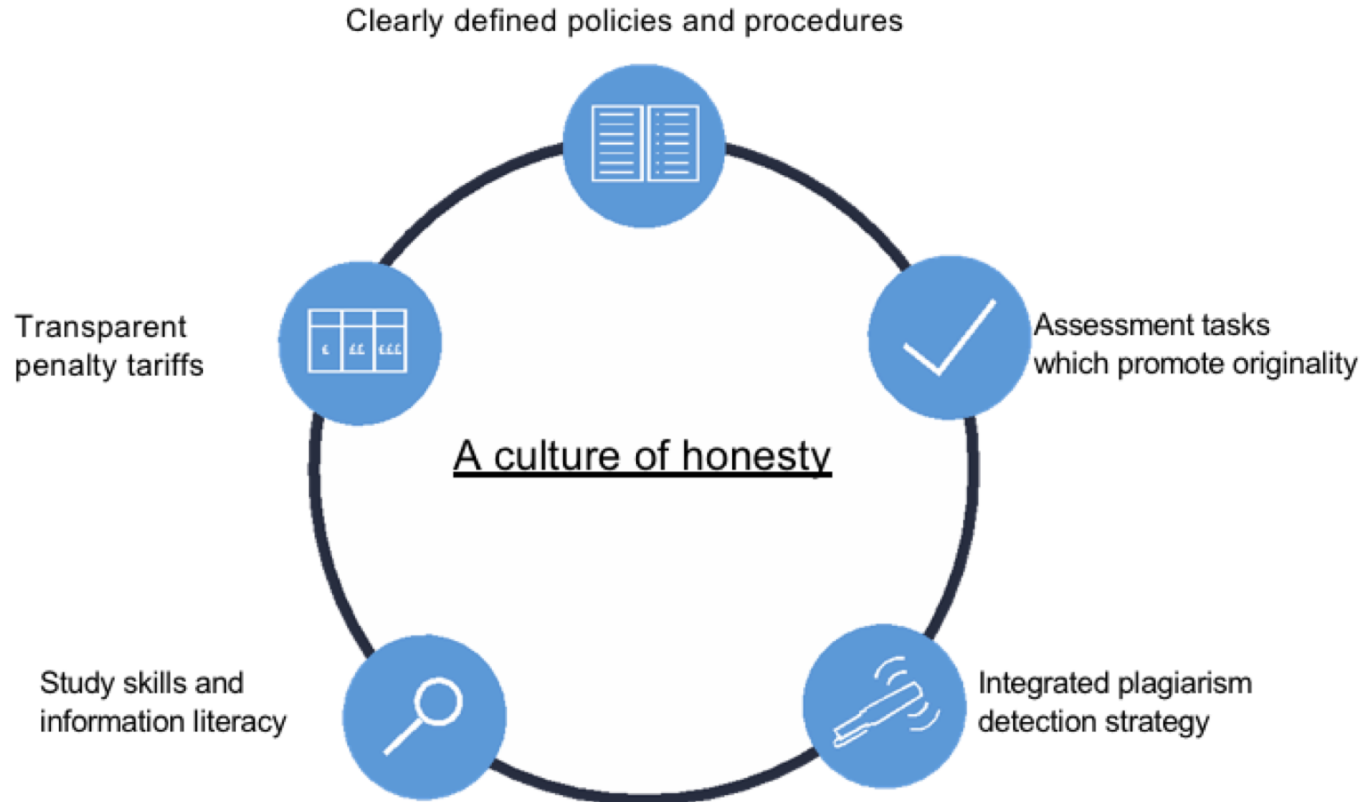 Clearly defined policies and procedures
Transparent
penalty tariffs
£ ££ £££
Assessment tasks
which promote originality
A culture of honesty
Study skills and
information literacy
Integrated plagiarism
detection strategy